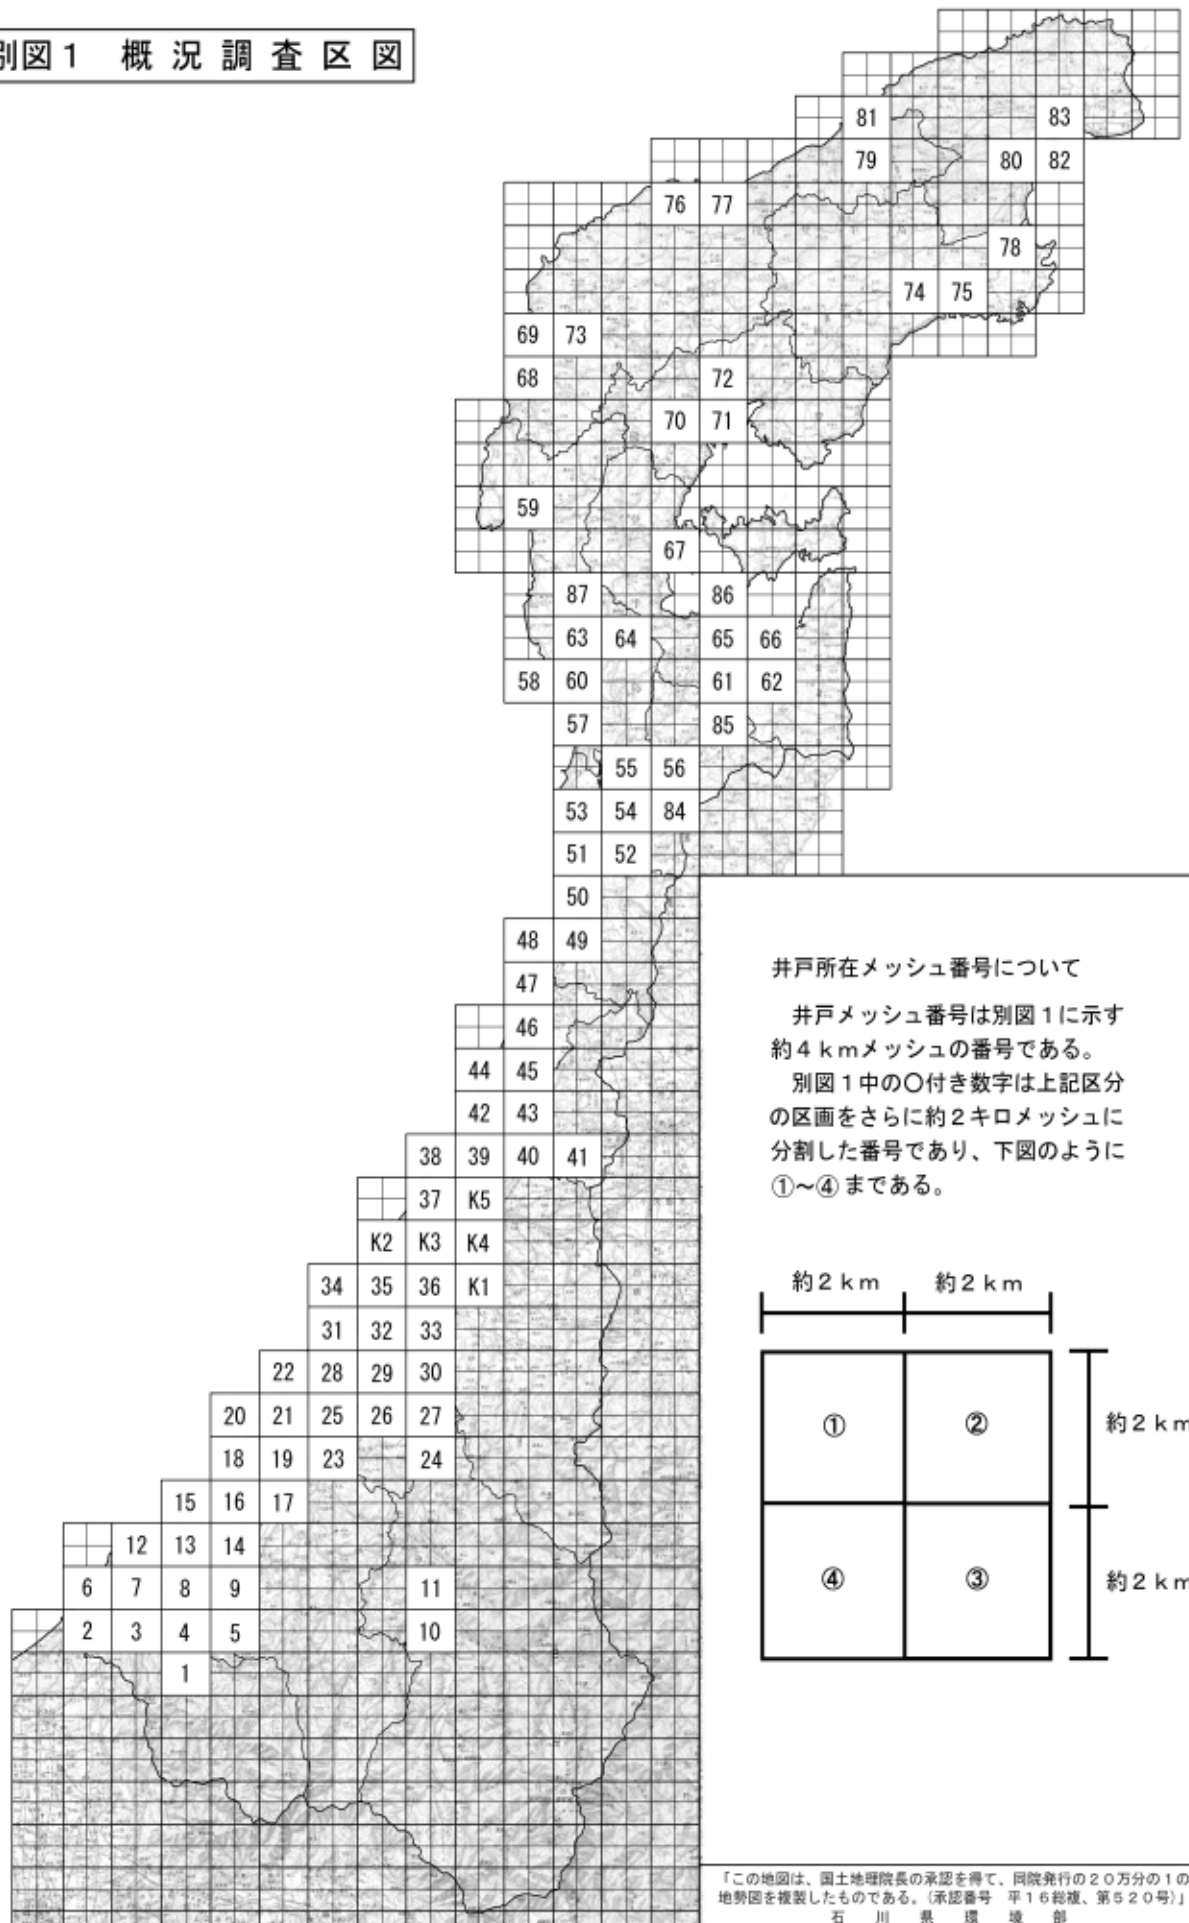 別図１　概 況 調 査 区 図
81 83
79 80 82
76 77
78
74 75
69 73
68 72
70 71
59
67
87 86
63 64 65 66
58 60 61 62
57 85
55 56
53 54 84
51 52
50
48 49
47
46
44 45
42 43
38 39 40 41
37 K5
K2 K3 K4
34 35 36 K1
31 32 33
22 28 29 30
20 21 25 26 27
18 19 23 24
15 16 17
12 13 14
6 7 8 9 11
2 3 4 5 10
1
井戸所在メッシュ番号について
井戸メッシュ番号は別図１に示す
約４ｋｍメッシュの番号である。
別図１中の〇付き数字は上記区分
の区画をさらに約２キロメッシュに
分割した番号であり、下図のように
①～④まである。
約２ｋｍ 約２ｋｍ
① ② 約２ｋｍ
④ ③ 約２ｋｍ
「この地図は、国土地理院長の承認を得て、同院発行の２０万分の１の
地勢図を複製したものである。（承認番号　平１６総複、第５２０号）」
石　川　県　環　境　部